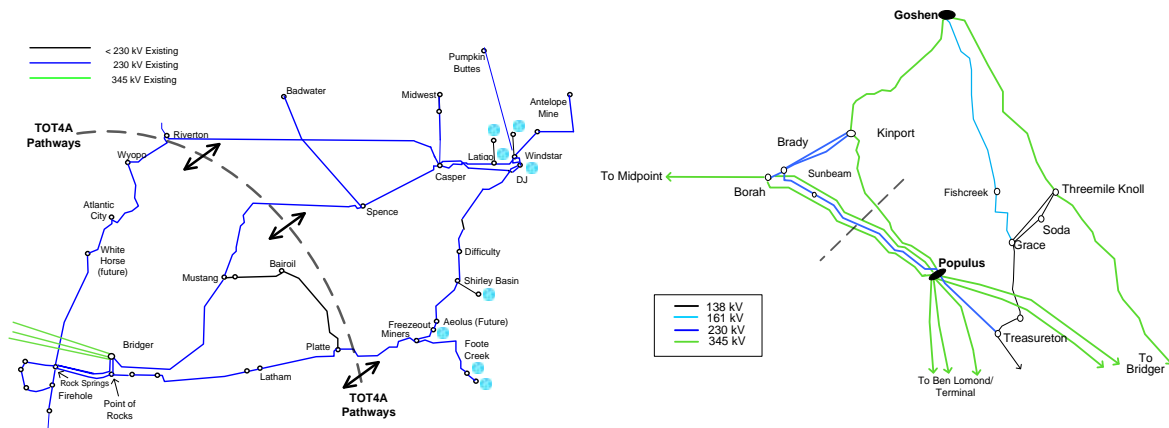 < 230 kV Existing
230 kV Existing
345 kV Existing
TOT4A
Pathways
Riverton
Wyopo
Atlantic
City
White
Horse
(future)
Badwater
Midwest
Pumpkin
Buttes
Antelope
Mine
Latigo
Windstar
DJ
Casper
Spence
Mustang
Bairoil
Difficulty
Shirley Basin
Aeolus (Future)
Freezeout
Miners
Foote
Creek
Platte
Latham
Bridger
Rock Springs
Firehole
Point of
Rocks
TOT4A
Pathways
Goshen
Kinport
Brady
Sunbeam
To Midpoint
Borah
Fishcreek
Threemile Knoll
Soda
Grace
Populus
Treasureton
138 kV
161 kV
230 kV
345 kV
To Ben Lomond/
Terminal
To
Bridger